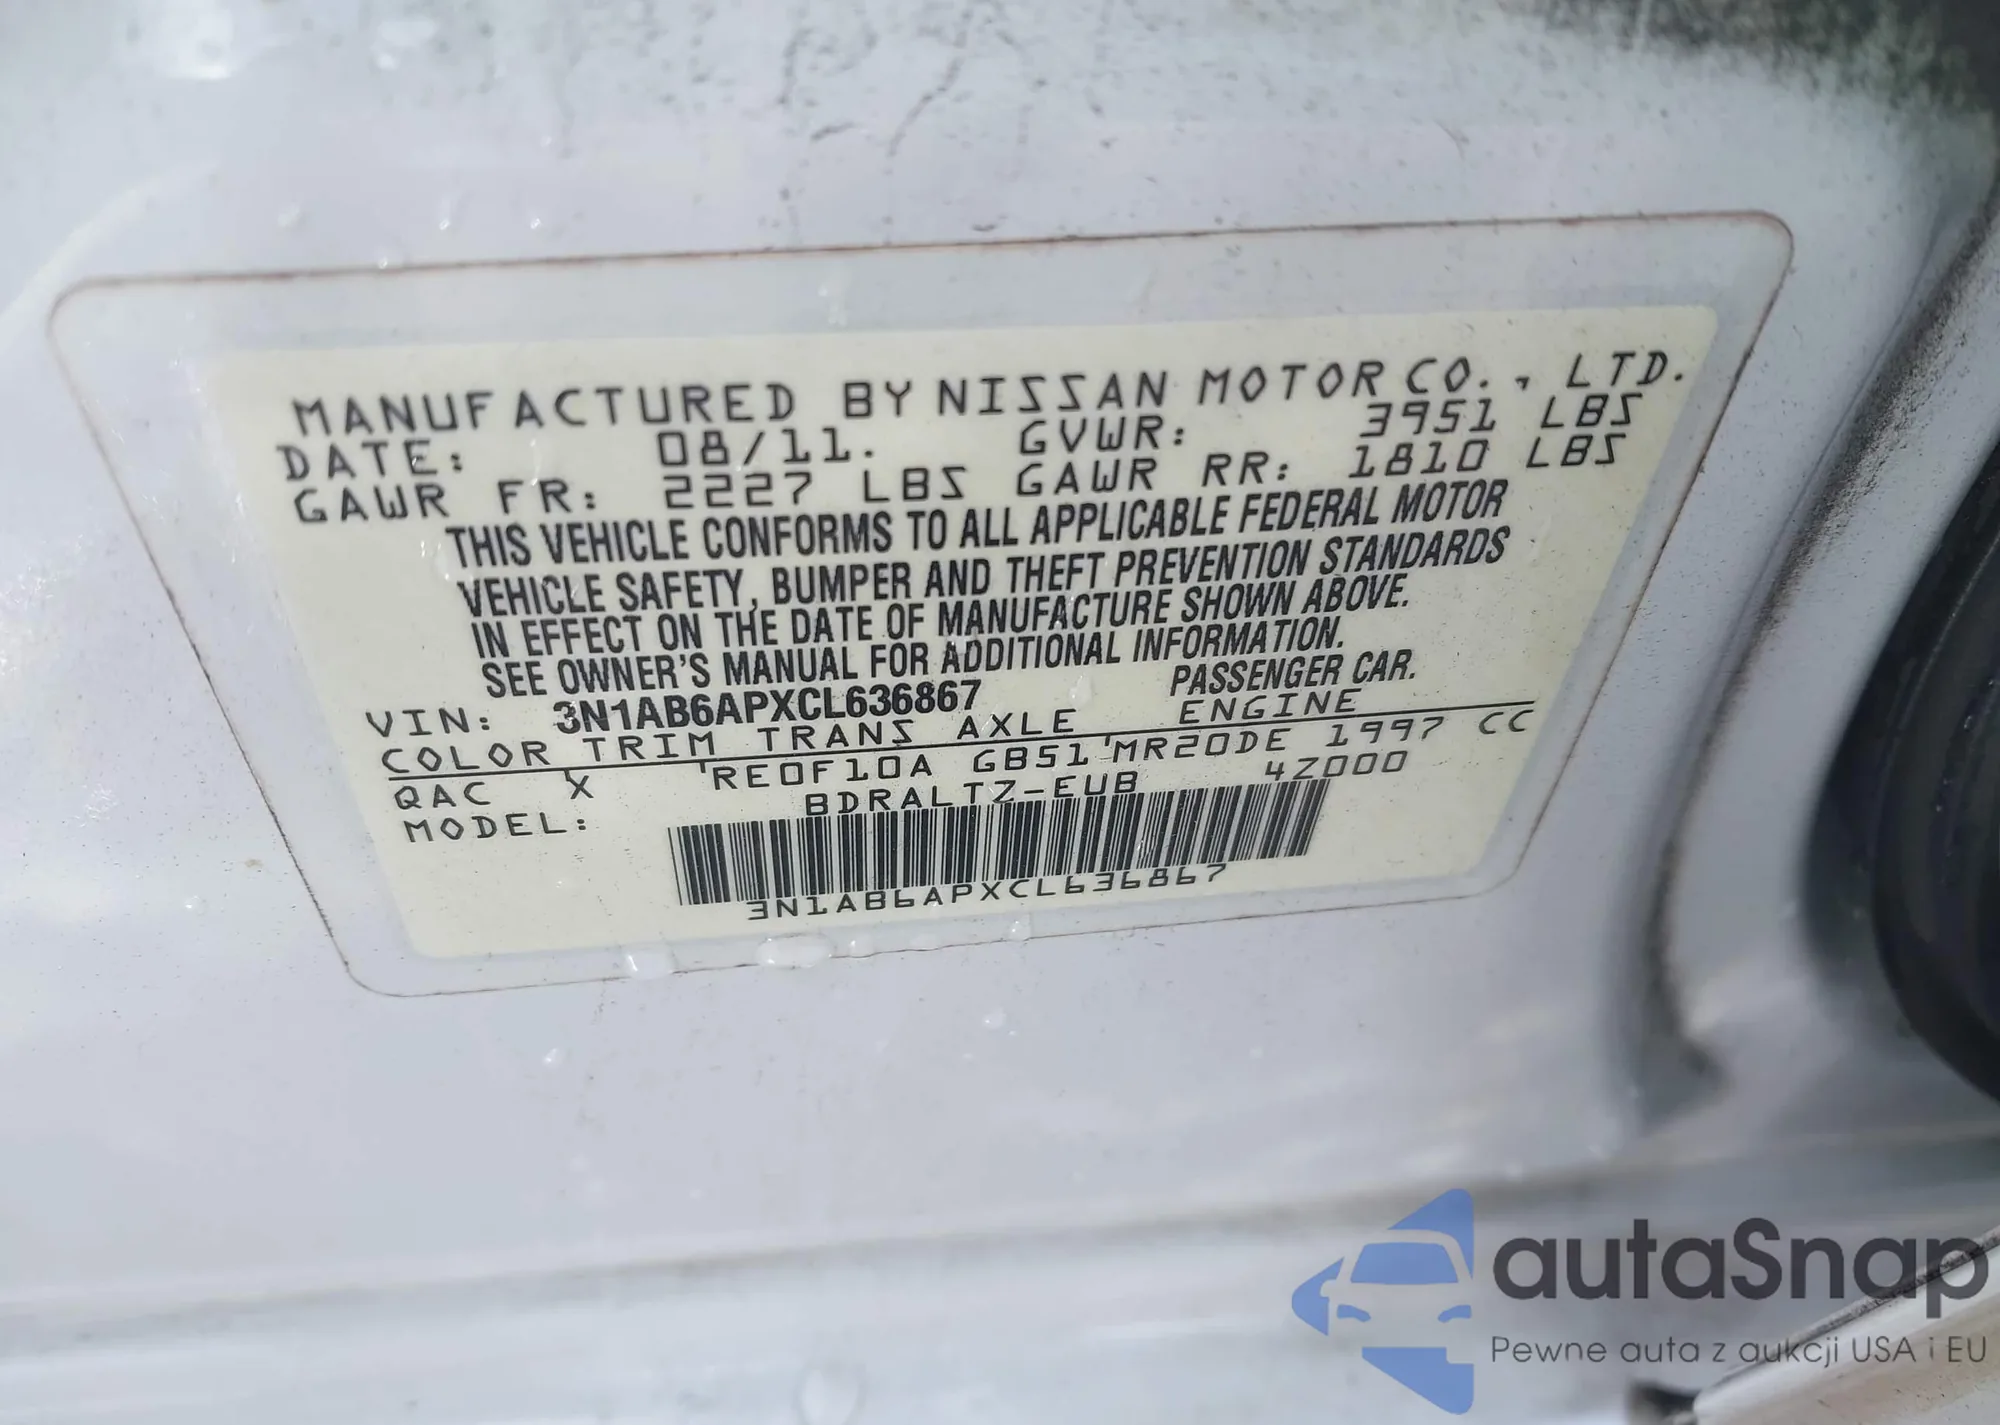 MANUFACTURED BY NISSAN MOTOR CO., LTD.
DATE: 08/11. GVWR: 3951 LBS
GAWR FR: 2227 LBS GAWR RR: 1810 LBS
THIS VEHICLE CONFORMS TO ALL APPLICABLE FEDERAL MOTOR
VEHICLE SAFETY, BUMPER AND THEFT PREVENTION STANDARDS
IN EFFECT ON THE DATE OF MANUFACTURE SHOWN ABOVE.
SEE OWNER'S MANUAL FOR ADDITIONAL INFORMATION.
VIN: 3N1AB6APXCL636867 PASSENGER CAR.
COLOR TRIM TRANS AXLE ENGINE
QAC X RE0F10A GB51 MR20DE 1997 CC
MODEL: BDRALTZ-EUB 4Z000
3N1AB6APXCL636867
autaSnap
Pewne auta z aukcji USA i EU